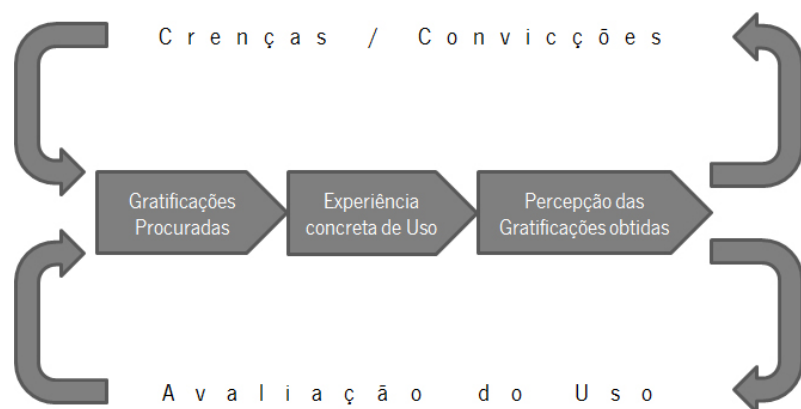 Crenças / Convicções
Gratificações
Procuradas
Experiência
concreta de Uso
Percepção das
Gratificações obtidas
Avaliação do Uso